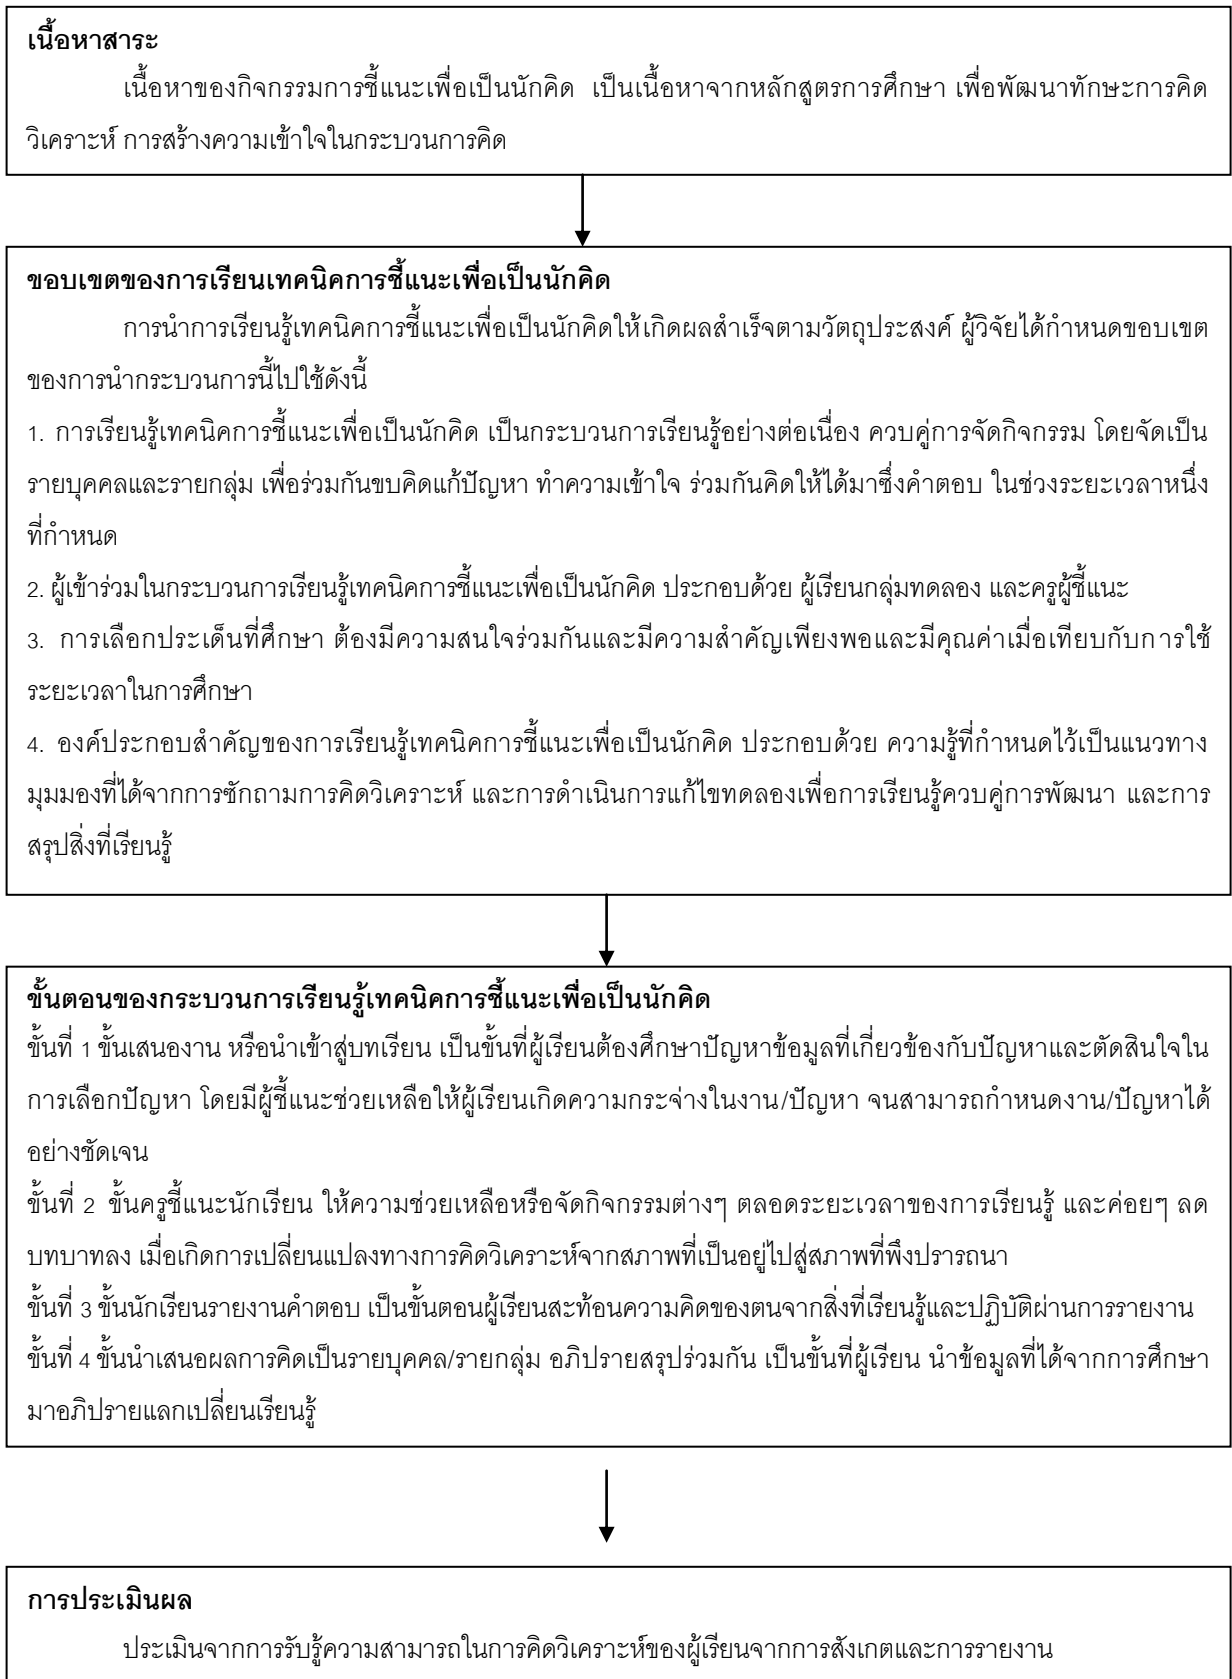 เนื้อหาสาระ
เนื้อหาของกิจกรรมการชี้แนะเพื่อเป็นนักคิด เป็นเนื้อหาจากหลักสูตรการศึกษา เพื่อพัฒนาทักษะการคิด
วิเคราะห์ การสร้างความเข้าใจในกระบวนการคิด
ขอบเขตของการเรียนเทคนิคการชี้แนะเพื่อเป็นนักคิด
การนำการเรียนรู้เทคนิคการชี้แนะเพื่อเป็นนักคิดให้เกิดผลสำเร็จตามวัตถุประสงค์ ผู้วิจัยได้กำหนดขอบเขต
ของการนำกระบวนการนี้ไปใช้ดังนี้
1. การเรียนรู้เทคนิคการชี้แนะเพื่อเป็นนักคิด เป็นกระบวนการเรียนรู้อย่างต่อเนื่อง ควบคู่การจัดกิจกรรม โดยจัดเป็น
รายบุคคลและรายกลุ่ม เพื่อร่วมกันขบคิดแก้ปัญหา ทำความเข้าใจ ร่วมกันคิดให้ได้มาซึ่งคำตอบ ในช่วงระยะเวลาหนึ่ง
ที่กำหนด
2. ผู้เข้าร่วมในกระบวนการเรียนรู้เทคนิคการชี้แนะเพื่อเป็นนักคิด ประกอบด้วย ผู้เรียนกลุ่มทดลอง และครูผู้ชี้แนะ
3. การเลือกประเด็นที่ศึกษา ต้องมีความสนใจร่วมกันและมีความสำคัญเพียงพอและมีคุณค่าเมื่อเทียบกับการใช้
ระยะเวลาในการศึกษา
4. องค์ประกอบสำคัญของการเรียนรู้เทคนิคการชี้แนะเพื่อเป็นนักคิด ประกอบด้วย ความรู้ที่กำหนดไว้เป็นแนวทาง
มุมมองที่ได้จากการซักถามการคิดวิเคราะห์ และการดำเนินการแก้ไขทดลองเพื่อการเรียนรู้ควบคู่การพัฒนา และการ
สรุปสิ่งที่เรียนรู้
ขั้นตอนของกระบวนการเรียนรู้เทคนิคการชี้แนะเพื่อเป็นนักคิด
ขั้นที่ 1 ขั้นเสนองาน หรือนำเข้าสู่บทเรียน เป็นขั้นที่ผู้เรียนต้องศึกษาปัญหาข้อมูลที่เกี่ยวข้องกับปัญหาและตัดสินใจใน
การเลือกปัญหา โดยมีผู้ชี้แนะช่วยเหลือให้ผู้เรียนเกิดความกระจ่างในงาน/ปัญหา จนสามารถกำหนดงาน/ปัญหาได้
อย่างชัดเจน
ขั้นที่ 2 ขั้นครูชี้แนะนักเรียน ให้ความช่วยเหลือหรือจัดกิจกรรมต่างๆ ตลอดระยะเวลาของการเรียนรู้ และค่อยๆ ลด
บทบาทลง เมื่อเกิดการเปลี่ยนแปลงทางการคิดวิเคราะห์จากสภาพที่เป็นอยู่ไปสู่สภาพที่พึงปรารถนา
ขั้นที่ 3 ขั้นนักเรียนรายงานคำตอบ เป็นขั้นตอนผู้เรียนสะท้อนความคิดของตนจากสิ่งที่เรียนรู้และปฏิบัติผ่านการรายงาน
ขั้นที่ 4 ขั้นนำเสนอผลการคิดเป็นรายบุคคล/รายกลุ่ม อภิปรายสรุปร่วมกัน เป็นขั้นที่ผู้เรียน นำข้อมูลที่ได้จากการศึกษา
มาอภิปรายแลกเปลี่ยนเรียนรู้
การประเมินผล
ประเมินจากการรับรู้ความสามารถในการคิดวิเคราะห์ของผู้เรียนจากการสังเกตและการรายงาน